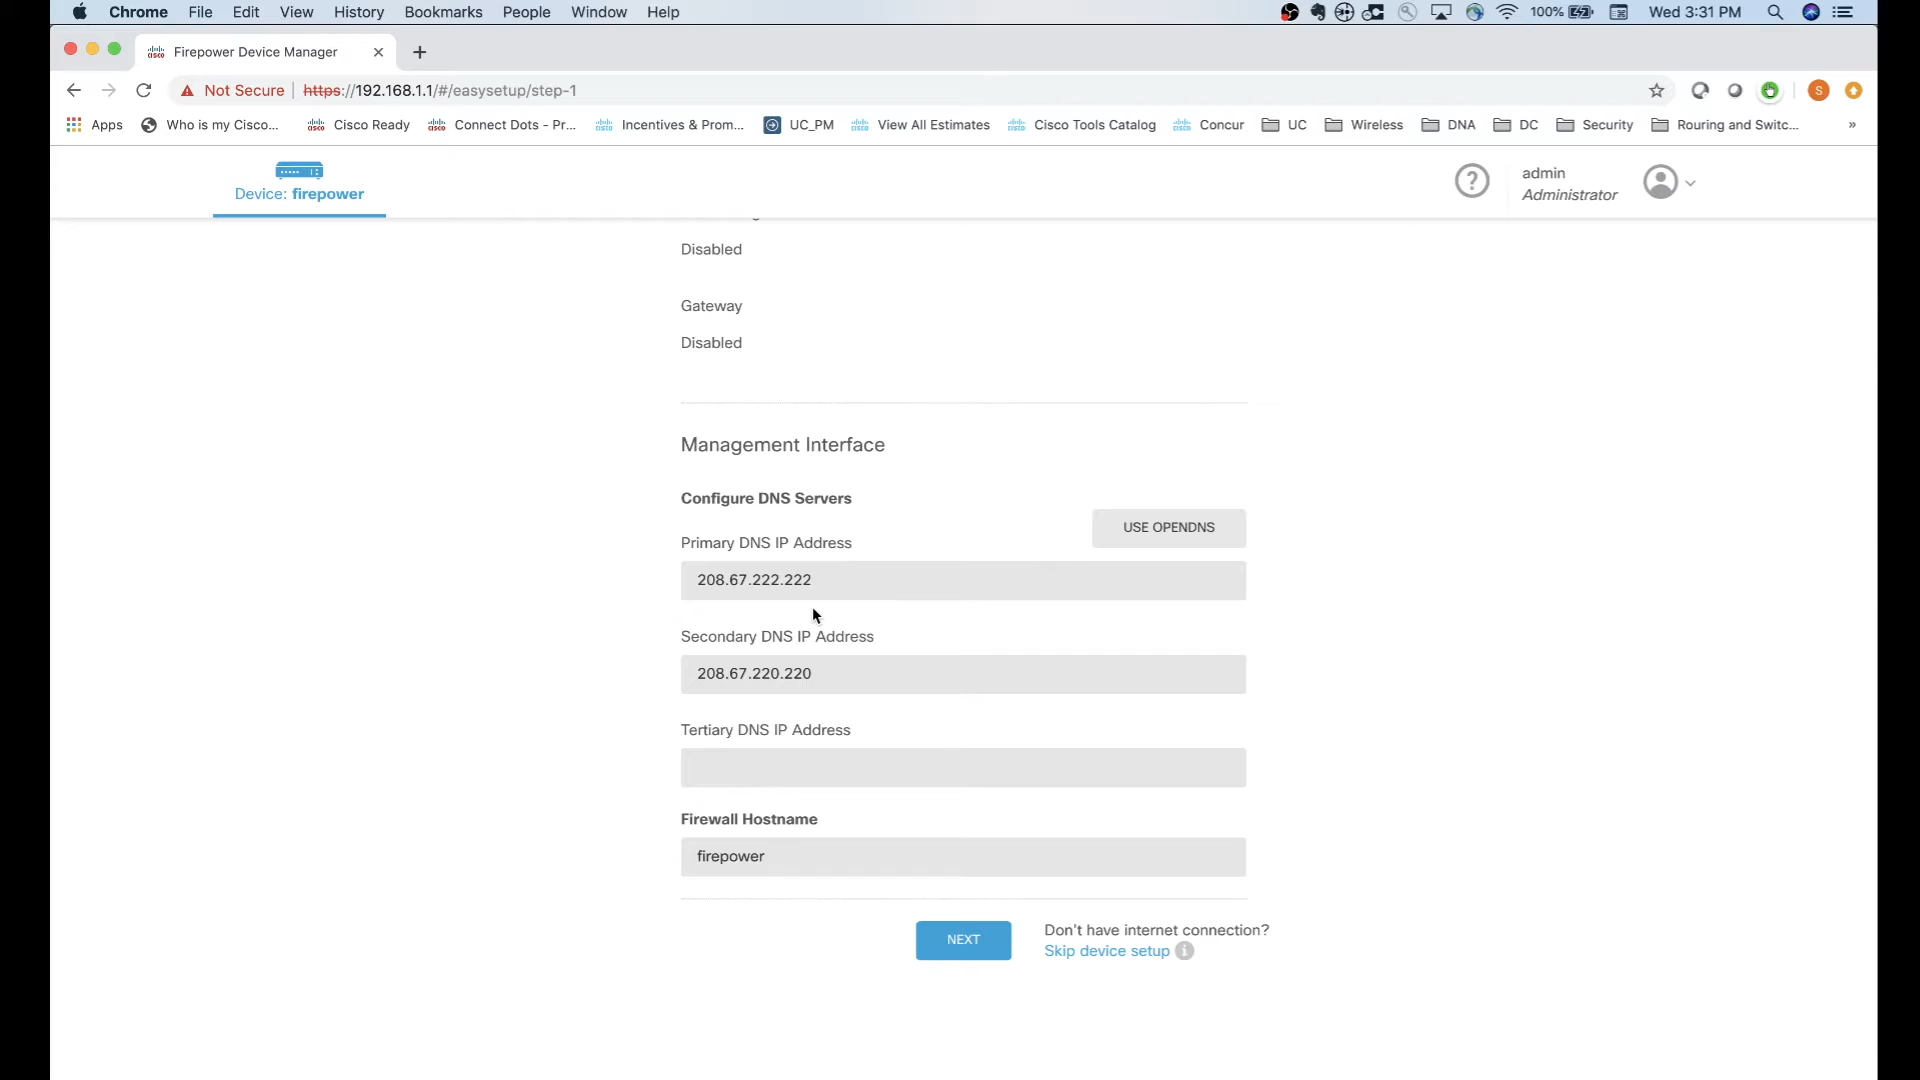 Chrome File Edit View History Bookmarks People Window Help 100% Wed 3:31 PM
cisco Firepower Device Manager
Not Secure https://192.168.1.1/#/easysetup/step-1 S
Apps Who is my Cisco... Cisco Ready Connect Dots - Pr... Incentives & Prom... UC_PM View All Estimates Cisco Tools Catalog Concur UC Wireless DNA DC Security Rouring and Switc... »
Device: firepower
? admin
Administrator
Disabled
Gateway
Disabled
Management Interface
Configure DNS Servers
USE OPENDNS
Primary DNS IP Address
208.67.222.222
Secondary DNS IP Address
208.67.220.220
Tertiary DNS IP Address
Firewall Hostname
firepower
NEXT
Don't have internet connection?
Skip device setup i